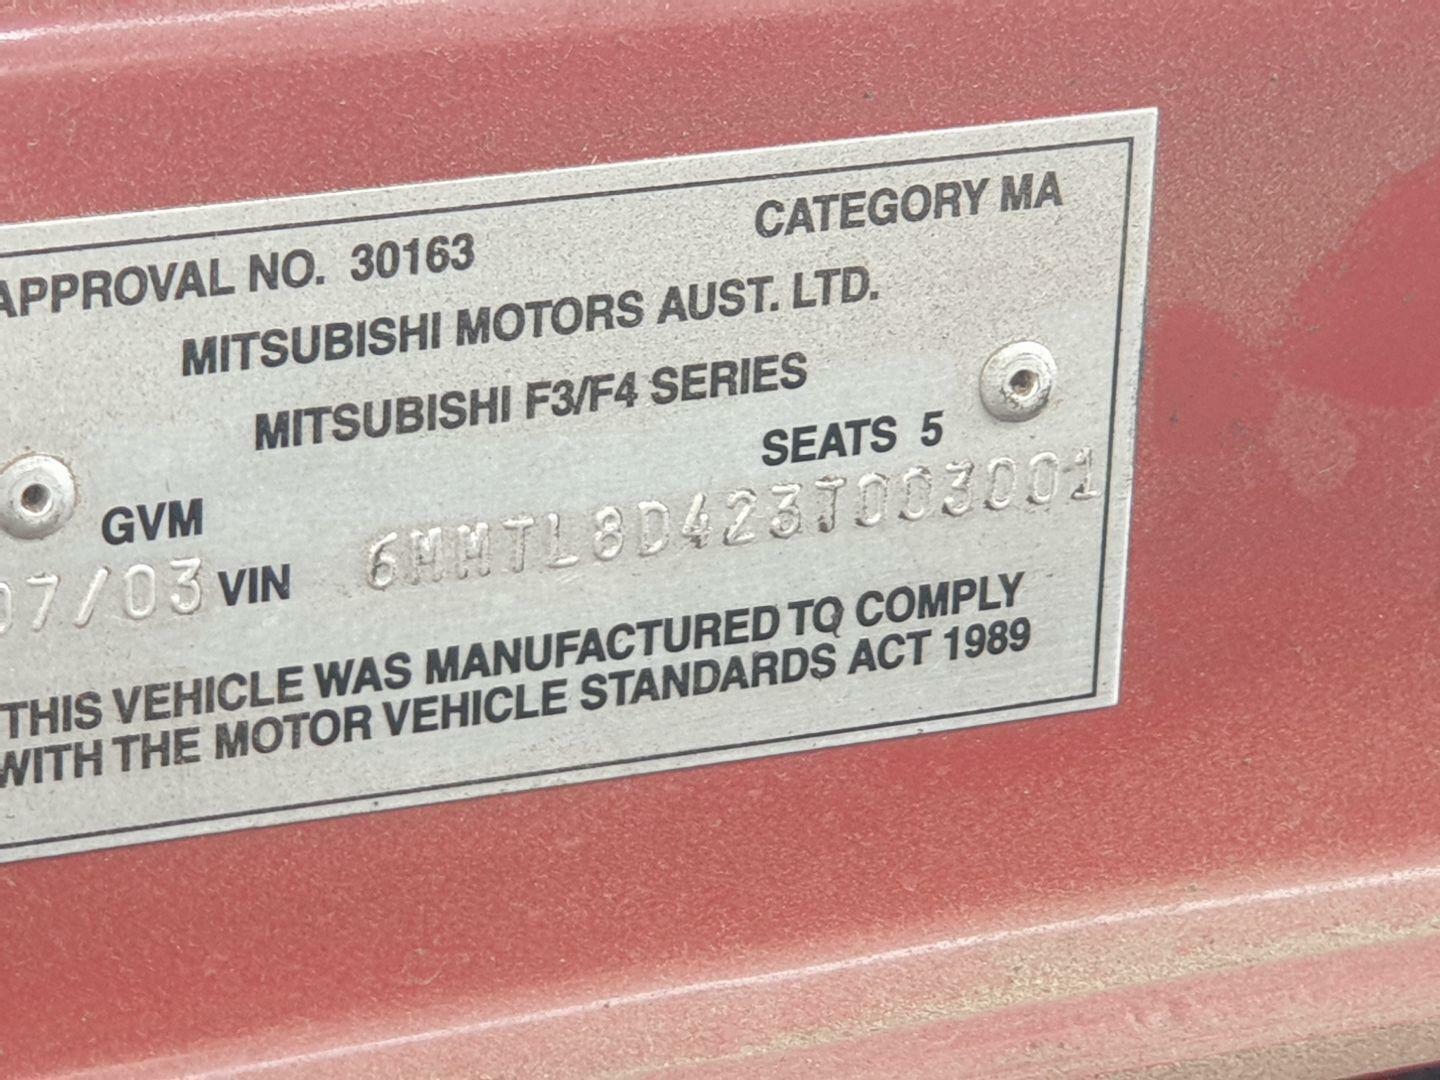 APPROVAL NO. 30163 CATEGORY MA
MITSUBISHI MOTORS AUST. LTD.
MITSUBISHI F3/F4 SERIES
GVM SEATS 5
07/03 VIN 6MMTL8D423T003001
THIS VEHICLE WAS MANUFACTURED TO COMPLY
WITH THE MOTOR VEHICLE STANDARDS ACT 1989